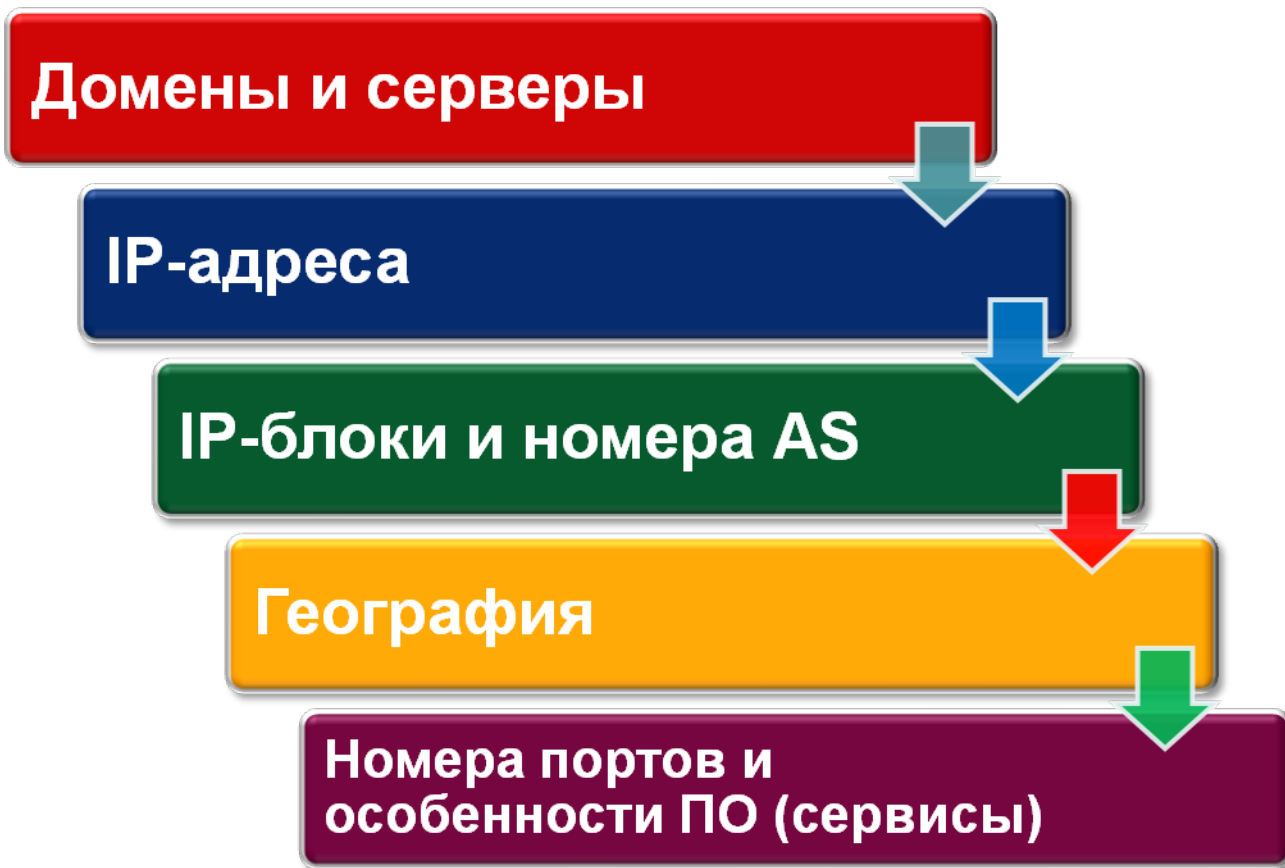 Домены и серверы
IP-адреса
IP-блоки и номера AS
География
Номера портов и
особенности ПО (сервисы)